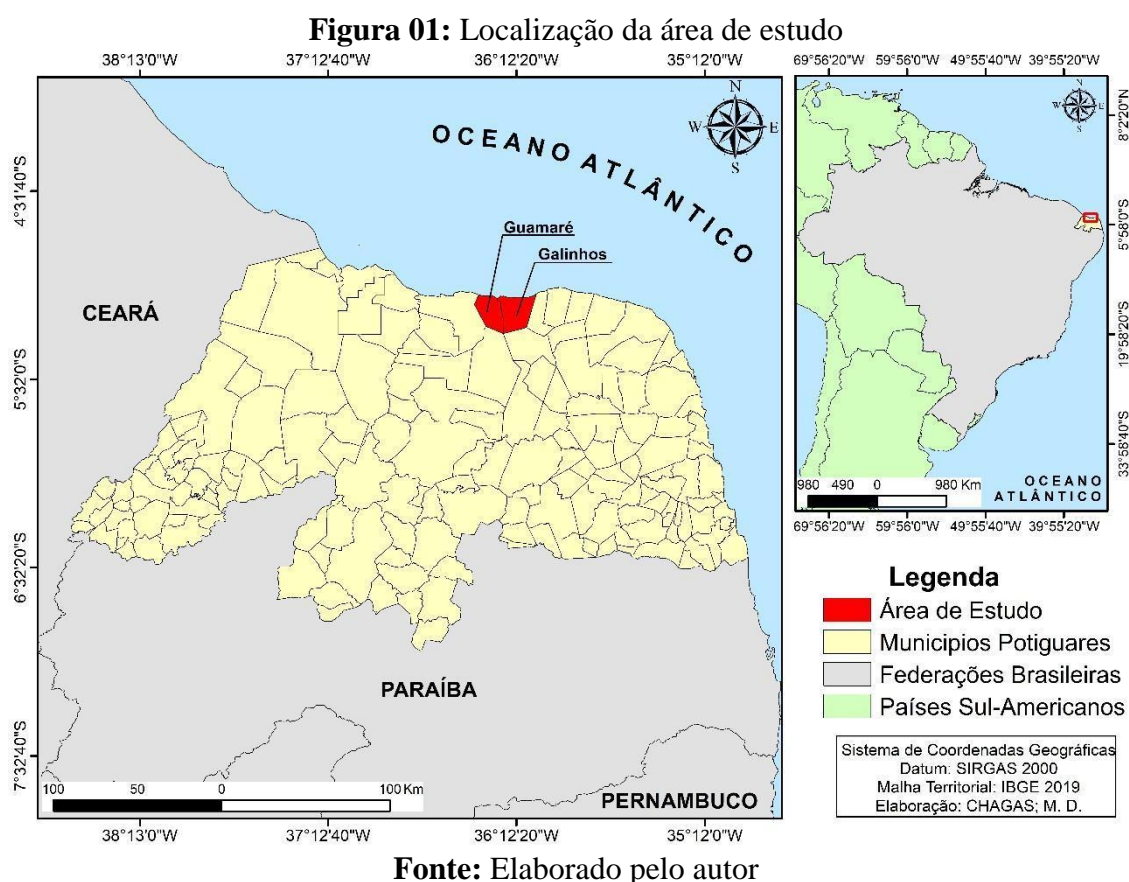 Figura 01: Localização da área de estudo
38°13'0"W 37°12'40"W 36°12'20"W 35°12'0"W
4°31'40"S
5°32'0"S
6°32'20"S
7°32'40"S
N
W E
S
OCEANO ATLÂNTICO
Guamaré
Galinhos
CEARÁ
PARAÍBA
PERNAMBUCO
100 50 0 100 Km
38°13'0"W 37°12'40"W 36°12'20"W 35°12'0"W
69°56'20"W 59°56'0"W 49°55'40"W 39°55'20"W
N
W E
S
8°2'20"N
5°58'0"S
19°58'20"S
33°58'40"S
OCEANO
ATLÂNTICO
980 490 0 980 Km
69°56'20"W 59°56'0"W 49°55'40"W 39°55'20"W
Legenda
Área de Estudo
Municipios Potiguares
Federações Brasileiras
Países Sul-Americanos
Sistema de Coordenadas Geográficas
Datum: SIRGAS 2000
Malha Territorial: IBGE 2019
Elaboração: CHAGAS; M. D.
Fonte: Elaborado pelo autor